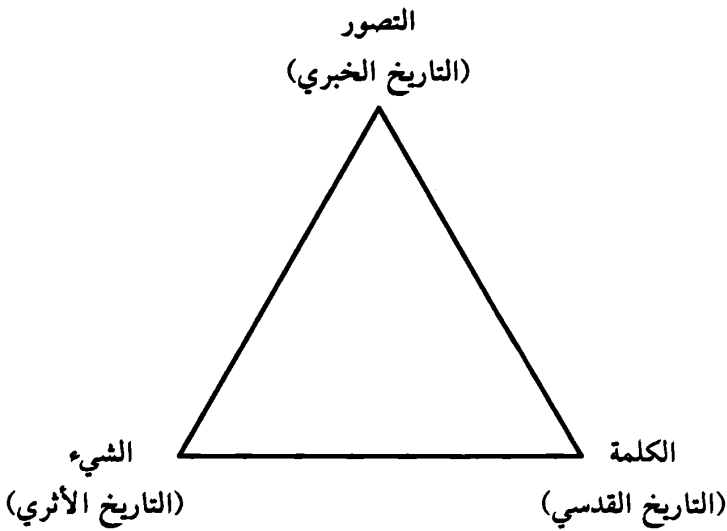 التصور
(التاريخ الخبري)
الكلمة
(التاريخ القدسي)
الشيء
(التاريخ الأثري)